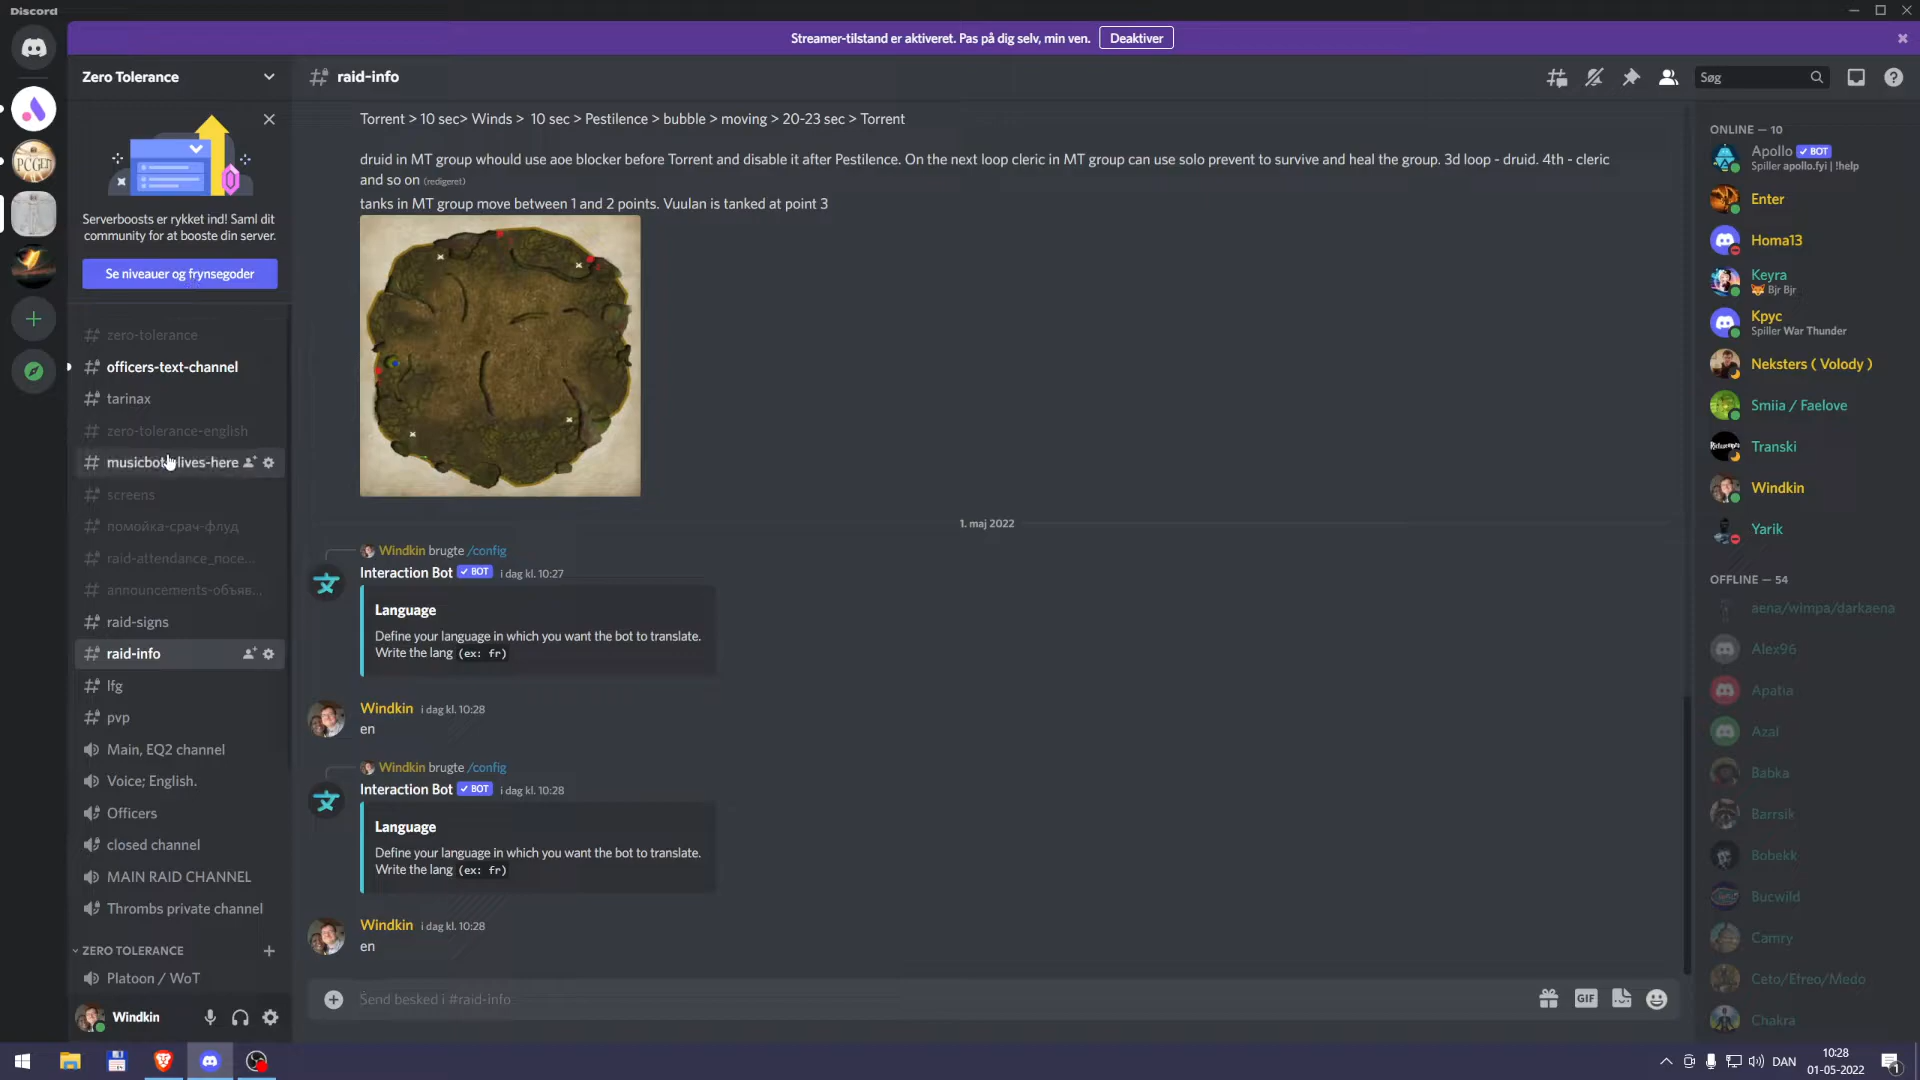 Discord
Streamer-tilstand er aktiveret. Pas på dig selv, min ven.
Deaktiver
Zero Tolerance
raid-info
Søg
Serverboosts er rykket ind! Saml dit
community for at booste din server.
Se niveauer og frynsegoder
zero-tolerance
officers-text-channel
tarinax
zero-tolerance-english
screens
помойка-срач-флуд
raid-attendance_посе...
announcements-объяв...
raid-signs
raid-info
lfg
pvp
Main, EQ2 channel
Voice; English.
Officers
closed channel
MAIN RAID CHANNEL
Thrombs private channel
ZERO TOLERANCE
Platoon / WoT
Windkin
Torrent > 10 sec> Winds > 10 sec > Pestilence > bubble > moving > 20-23 sec > Torrent
druid in MT group whould use aoe blocker before Torrent and disable it after Pestilence. On the next loop cleric in MT group can use solo prevent to survive and heal the group. 3d loop - druid. 4th - cleric
and so on (redigeret)
tanks in MT group move between 1 and 2 points. Vuulan is tanked at point 3
1. maj 2022
Windkin brugte /config
Interaction Bot BOT i dag kl. 10:27
Language
Define your language in which you want the bot to translate.
Write the lang (ex: fr)
Windkin i dag kl. 10:28
en
Windkin brugte /config
Interaction Bot BOT i dag kl. 10:28
Language
Define your language in which you want the bot to translate.
Write the lang (ex: fr)
Windkin i dag kl. 10:28
en
Send besked i #raid-info
GIF
ONLINE — 10
Apollo BOT
Spiller apollo.fyi | !help
Enter
Homa13
Keyra
Bjr Bjr
Крус
Spiller War Thunder
Neksters ( Volody )
Smiia / Faelove
Transki
Windkin
Yarik
OFFLINE — 54
aena/wimpa/darkaena
Alex96
Apatia
Azal
Babka
Barrsik
Bobekk
Bucwild
Camry
Ceto/Efreo/Medo
Chakra
DAN
10:28
01-05-2022
1